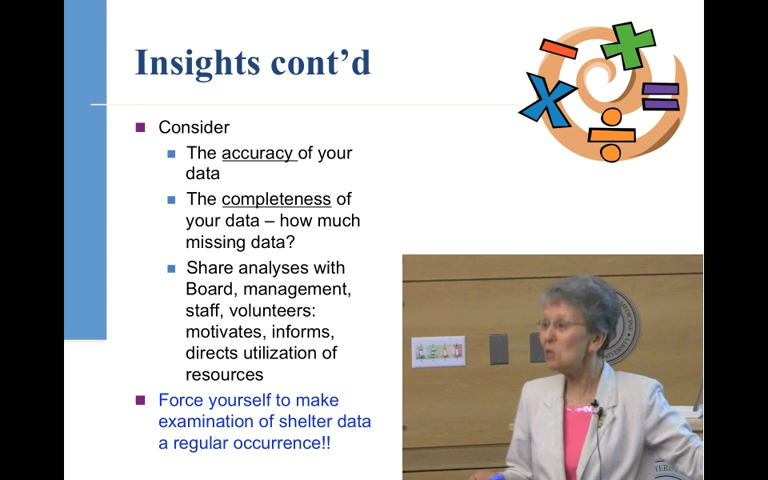 Insights cont’d
Consider
The accuracy of your
data
The completeness of
your data – how much
missing data?
Share analyses with
Board, management,
staff, volunteers:
motivates, informs,
directs utilization of
resources
Force yourself to make
examination of shelter data
a regular occurrence!!